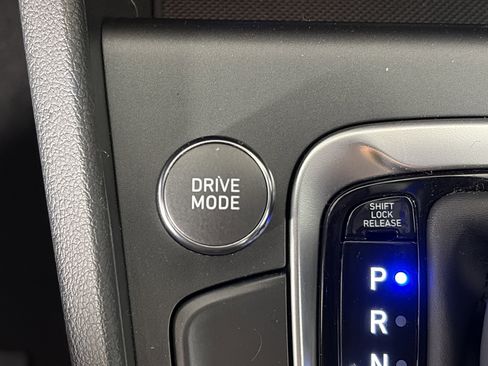 DRIVE
MODE
SHIFT
LOCK
RELEASE
P
R
N